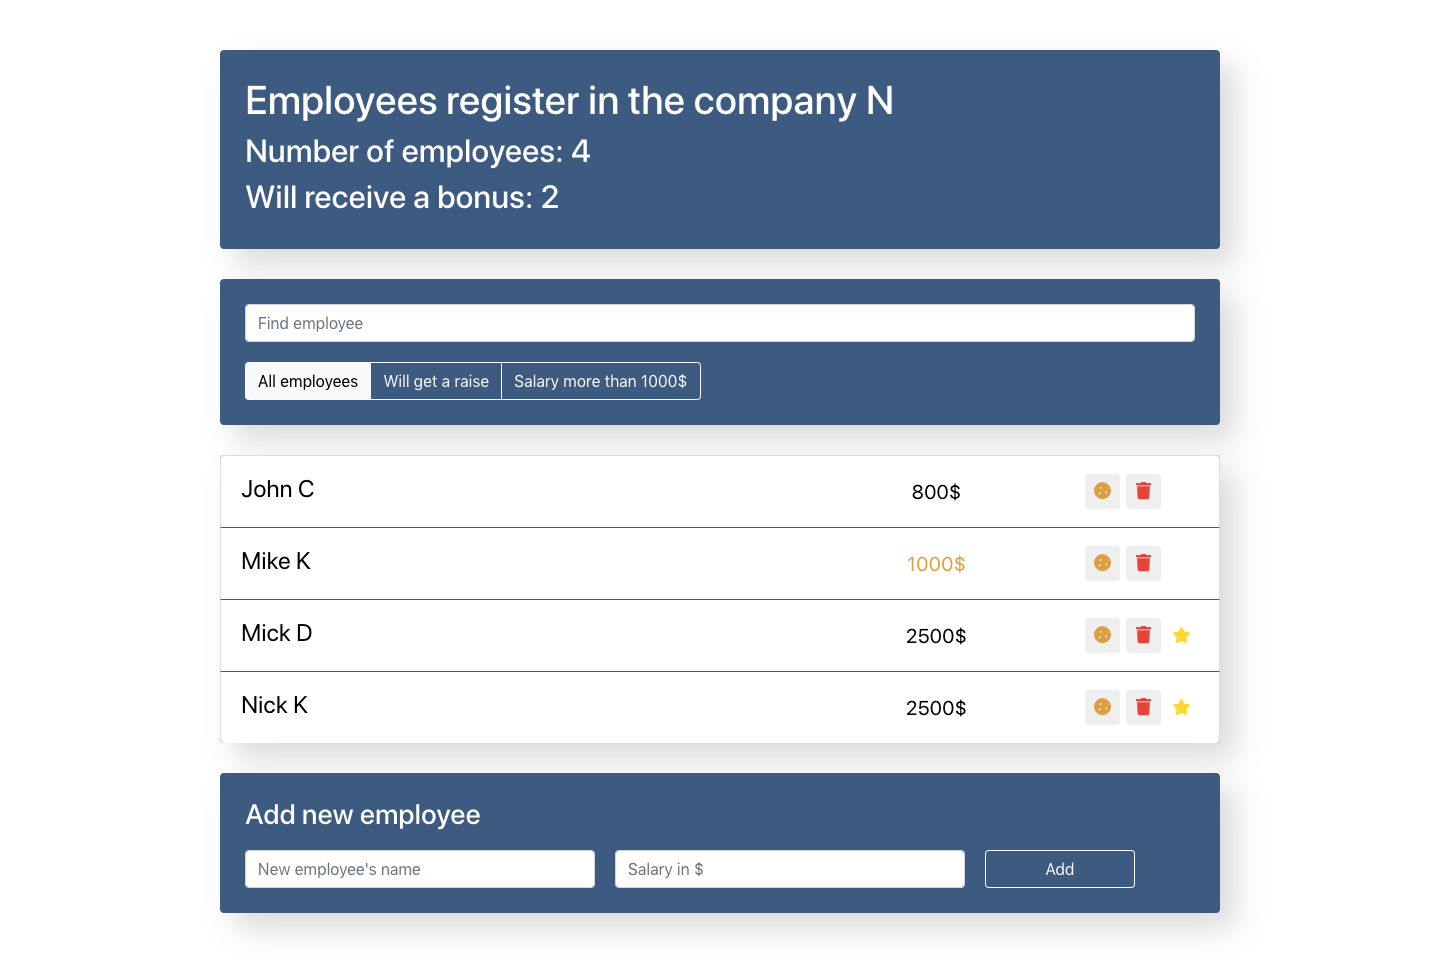 Employees register in the company N
Number of employees: 4
Will receive a bonus: 2
Find employee
All employees Will get a raise Salary more than 1000$
John C 800$
Mike K 1000$
Mick D 2500$
Nick K 2500$
Add new employee
New employee's name Salary in $ Add